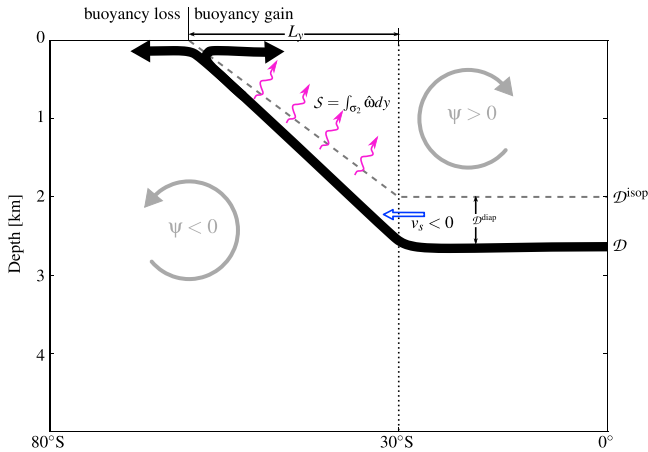 buoyancy loss buoyancy gain
L_y
0
𝒮 = ∫_{σ₂} ω̂dy
ψ > 0
1
2
𝒟^isop
ψ < 0
v_s < 0
𝒟^diap
𝒟
Depth [km]
3
4
80°S 30°S 0°